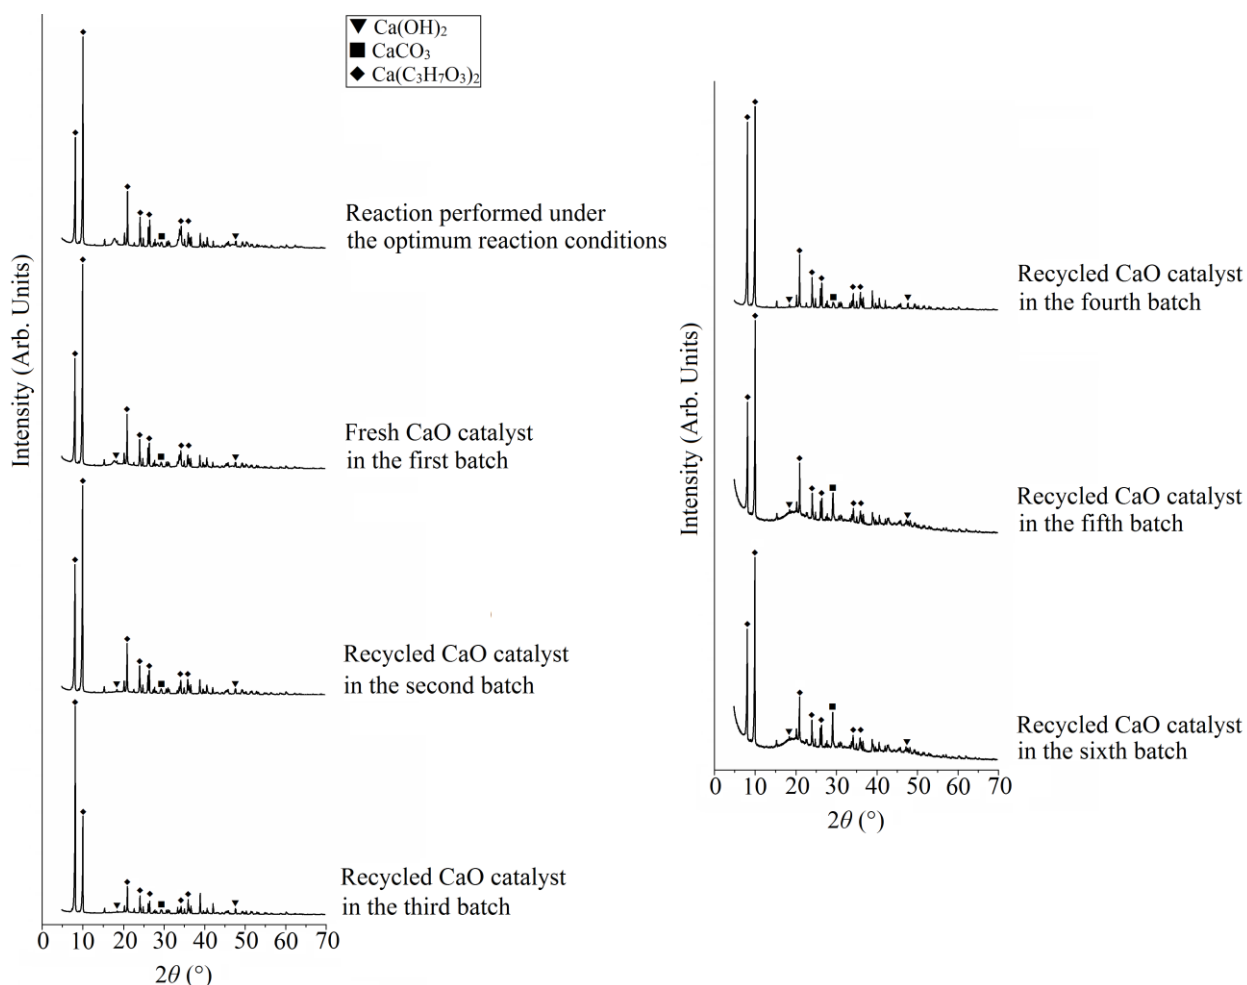 ▼ Ca(OH)₂
■ CaCO₃
◆ Ca(C₃H₇O₃)₂
Intensity (Arb. Units)
Reaction performed under
the optimum reaction conditions
Fresh CaO catalyst
in the first batch
Recycled CaO catalyst
in the second batch
Recycled CaO catalyst
in the third batch
0 10 20 30 40 50 60 70
2θ (°)
Intensity (Arb. Units)
Recycled CaO catalyst
in the fourth batch
Recycled CaO catalyst
in the fifth batch
Recycled CaO catalyst
in the sixth batch
0 10 20 30 40 50 60 70
2θ (°)